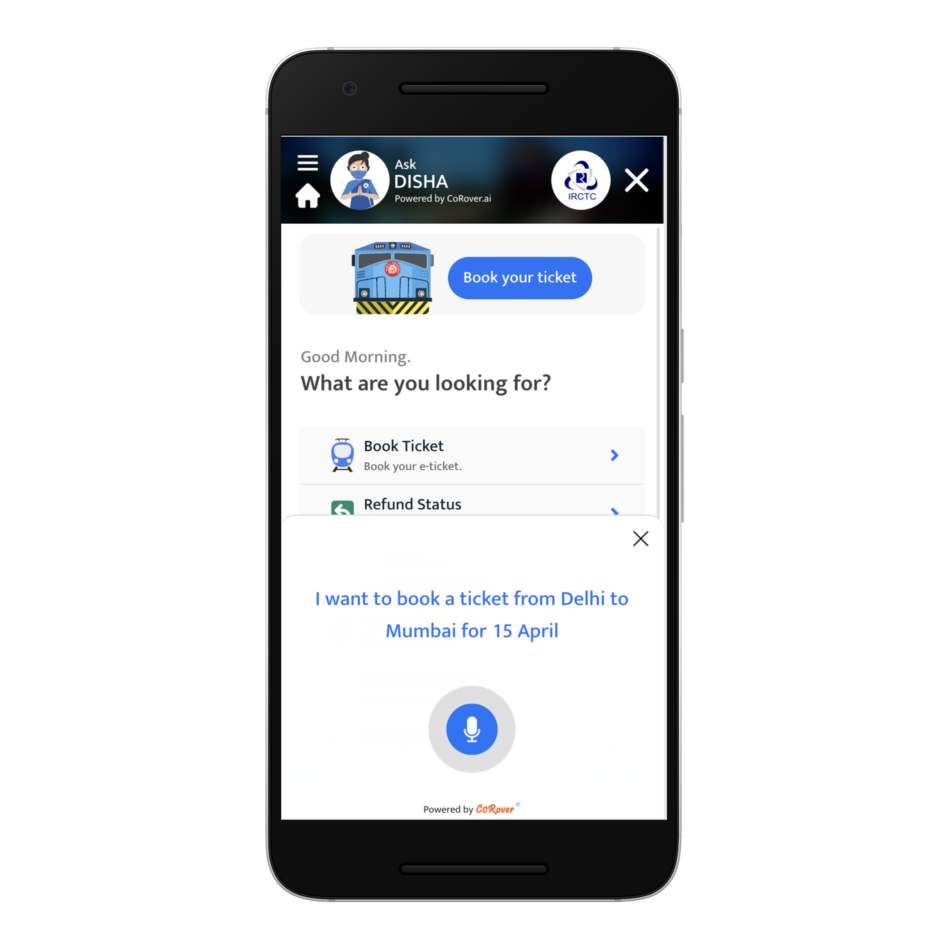 Ask
DISHA
Powered by CoRover.ai
IRCTC
Book your ticket
Good Morning.
What are you looking for?
Book Ticket
Book your e-ticket.
Refund Status
I want to book a ticket from Delhi to
Mumbai for 15 April
Powered by CoRover